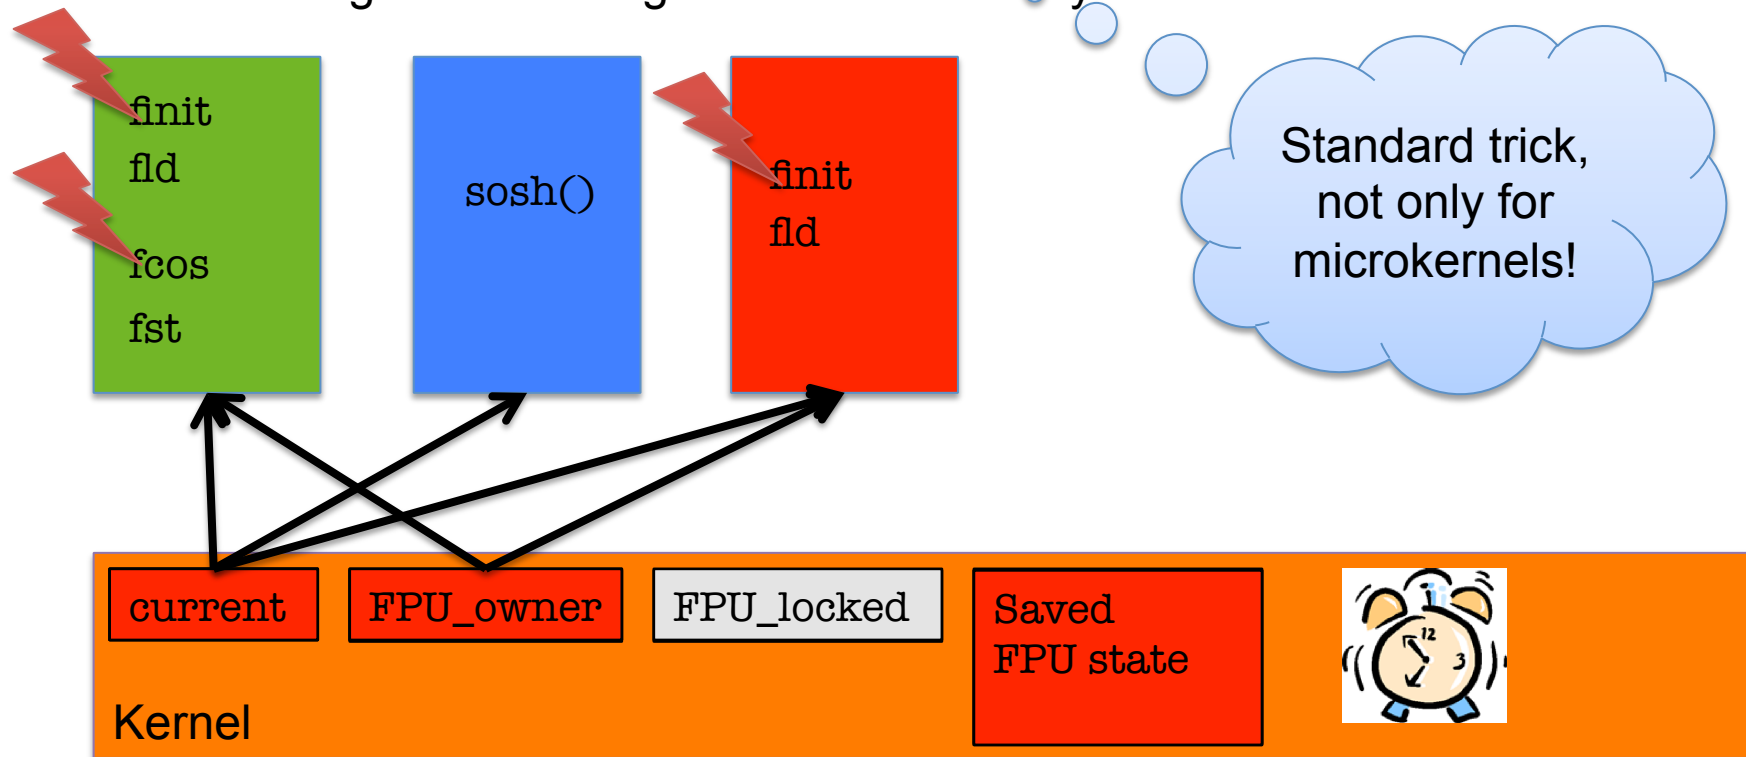 finit
fld
fcos
fst
sosh()
finit
fld
Standard trick,
not only for
microkernels!
current
FPU_owner
FPU_locked
Saved
FPU state
12
3
Kernel